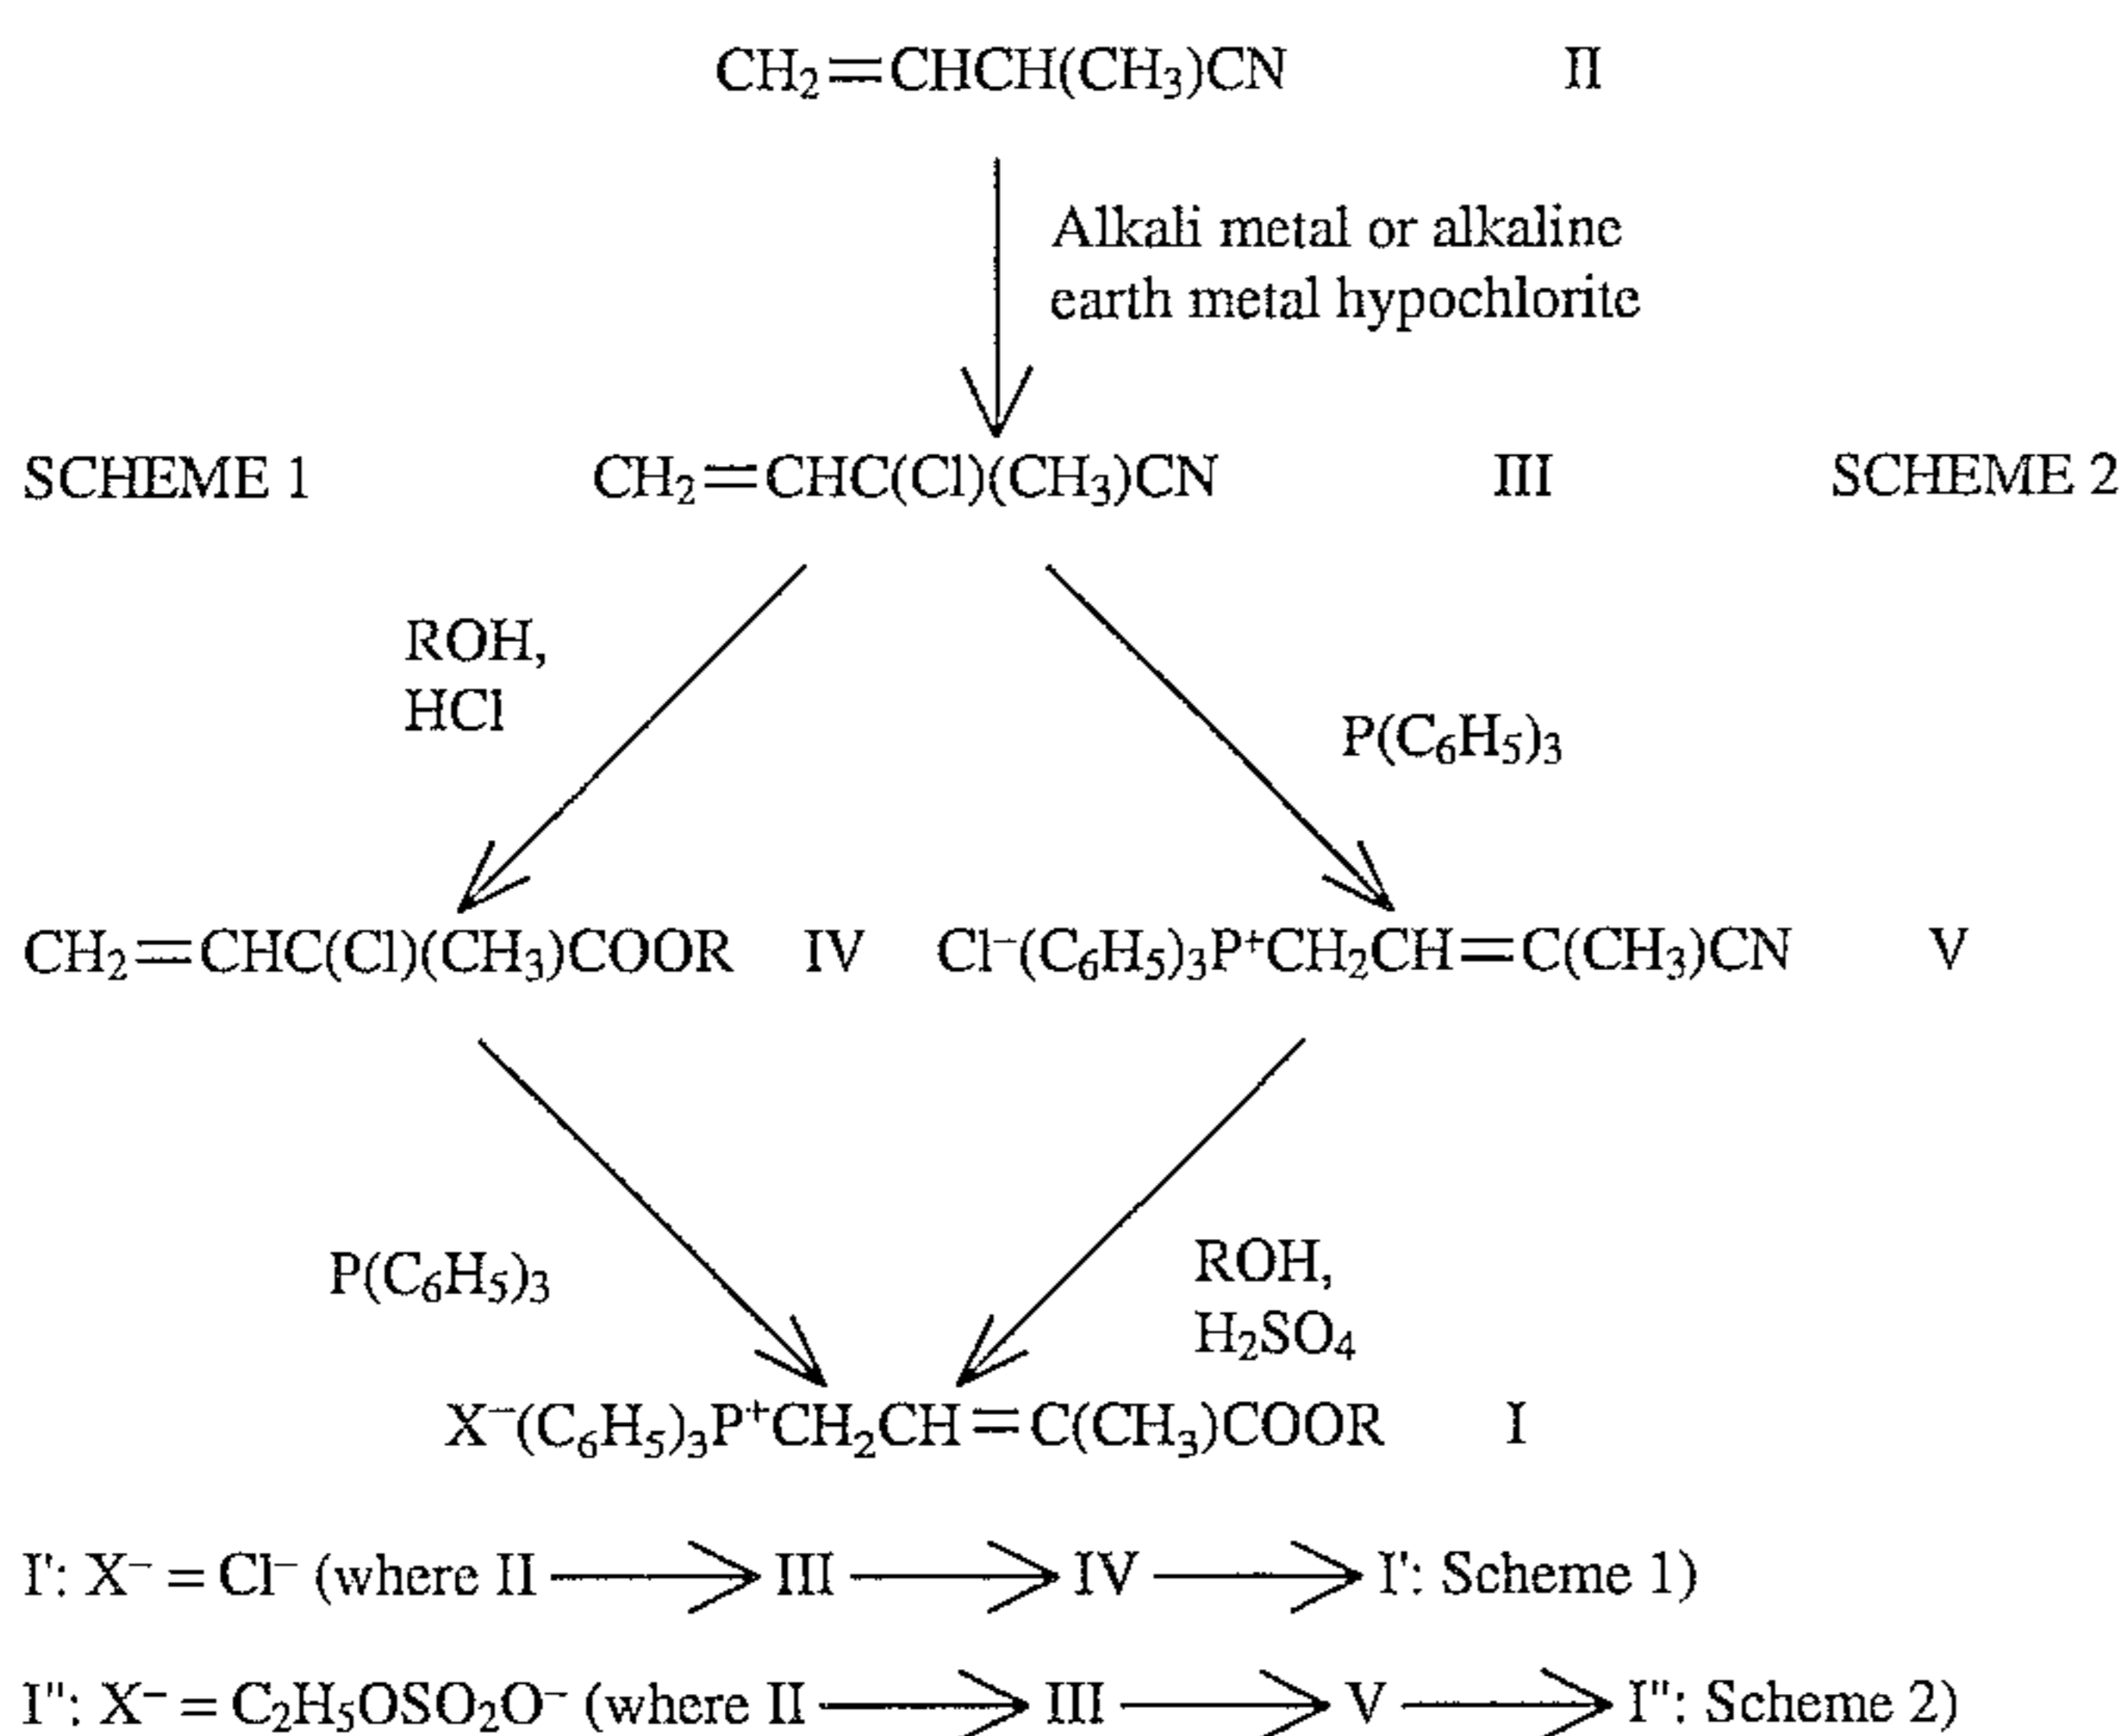 CH₂=CHCH(CH₃)CN II
Alkali metal or alkaline
earth metal hypochlorite
SCHEME 1 CH₂=CHC(Cl)(CH₃)CN III SCHEME 2
ROH,
HCl
P(C₆H₅)₃
CH₂=CHC(Cl)(CH₃)COOR IV Cl⁻(C₆H₅)₃P⁺CH₂CH=C(CH₃)CN V
P(C₆H₅)₃
ROH,
H₂SO₄
X⁻(C₆H₅)₃P⁺CH₂CH=C(CH₃)COOR I
I': X⁻ = Cl⁻ (where II → III → IV → I': Scheme 1)
I": X⁻ = C₂H₅OSO₂O⁻ (where II → III → V → I": Scheme 2)